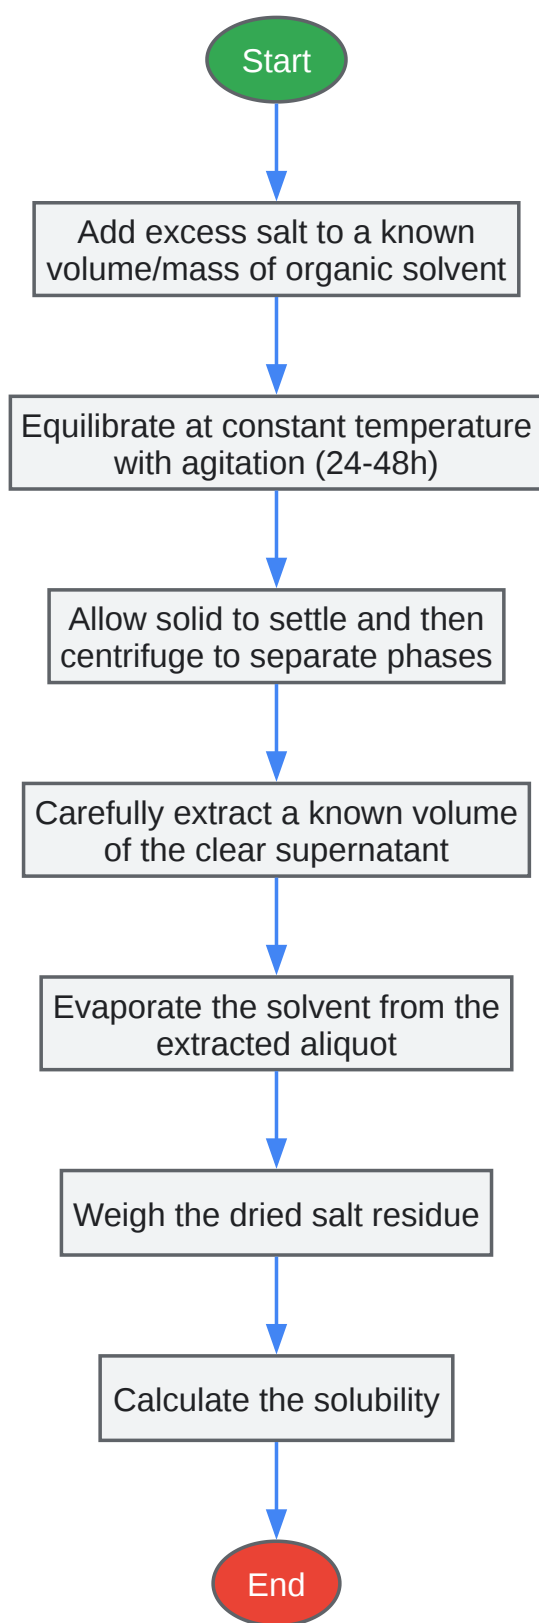 Start
Add excess salt to a known
volume/mass of organic solvent
Equilibrate at constant temperature
with agitation (24-48h)
Allow solid to settle and then
centrifuge to separate phases
Carefully extract a known volume
of the clear supernatant
Evaporate the solvent from the
extracted aliquot
Weigh the dried salt residue
Calculate the solubility
End